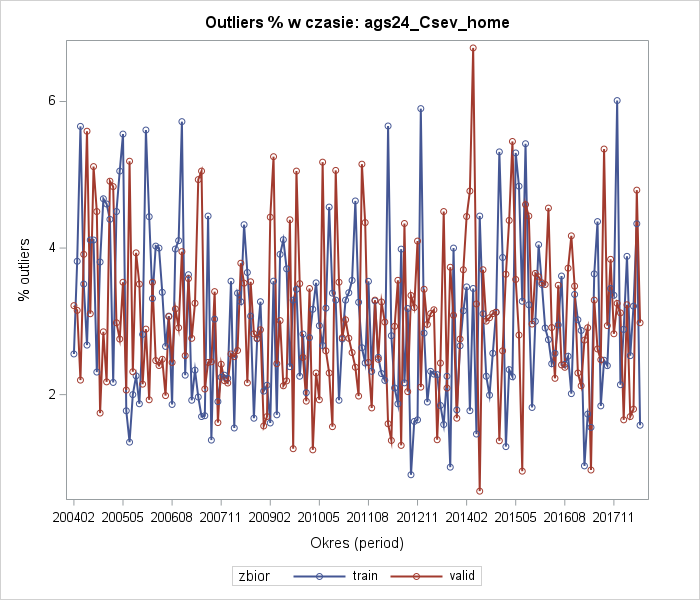 Outliers % w czasie: ags24_Csev_home
% outliers
6
4
2
200402 200505 200608 200711 200902 201005 201108 201211 201402 201505 201608 201711
Okres (period)
zbior train valid